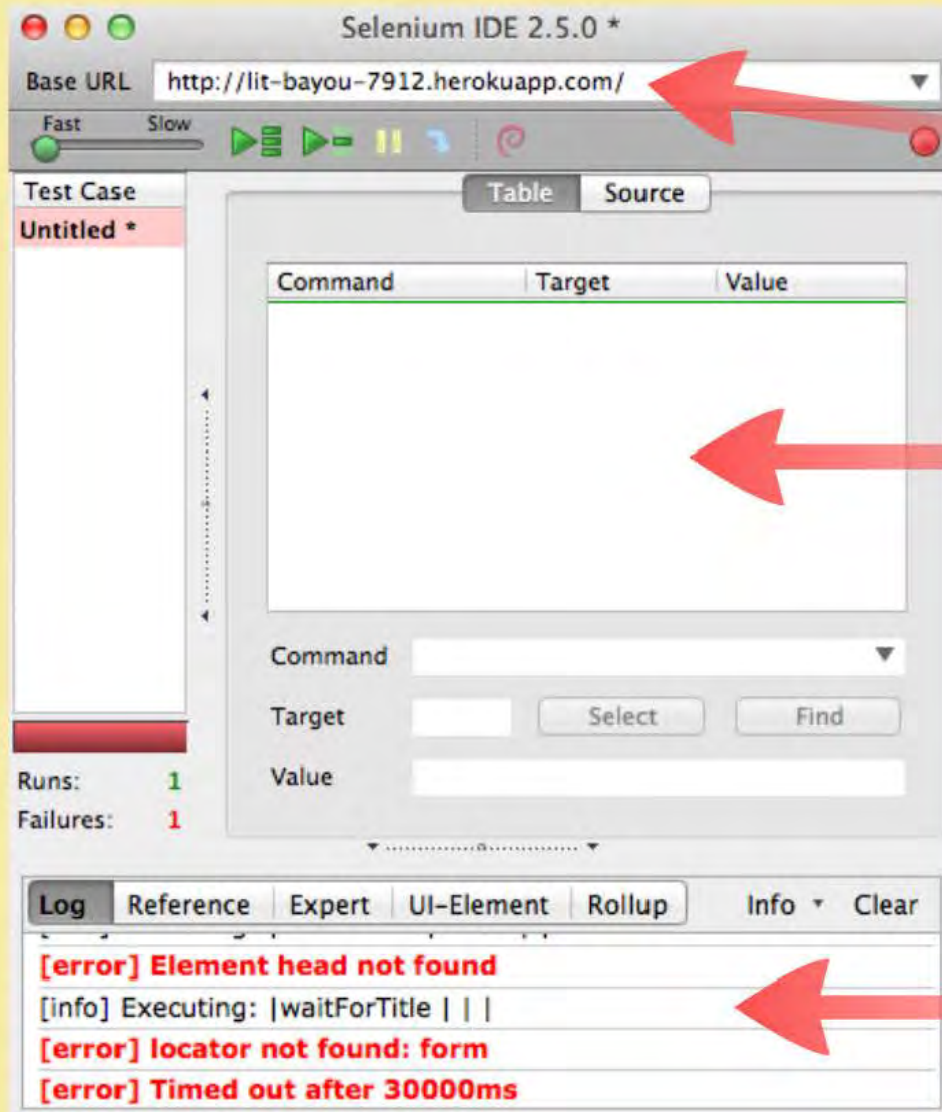 Selenium IDE 2.5.0 *
Base URL http://lit-bayou-7912.herokuapp.com/
Fast Slow
Test Case
Untitled *
Table Source
Command Target Value
Command
Target Select Find
Value
Runs: 1
Failures: 1
Log Reference Expert UI-Element Rollup Info Clear
[error] Element head not found
[info] Executing: |waitForTitle | | |
[error] locator not found: form
[error] Timed out after 30000ms